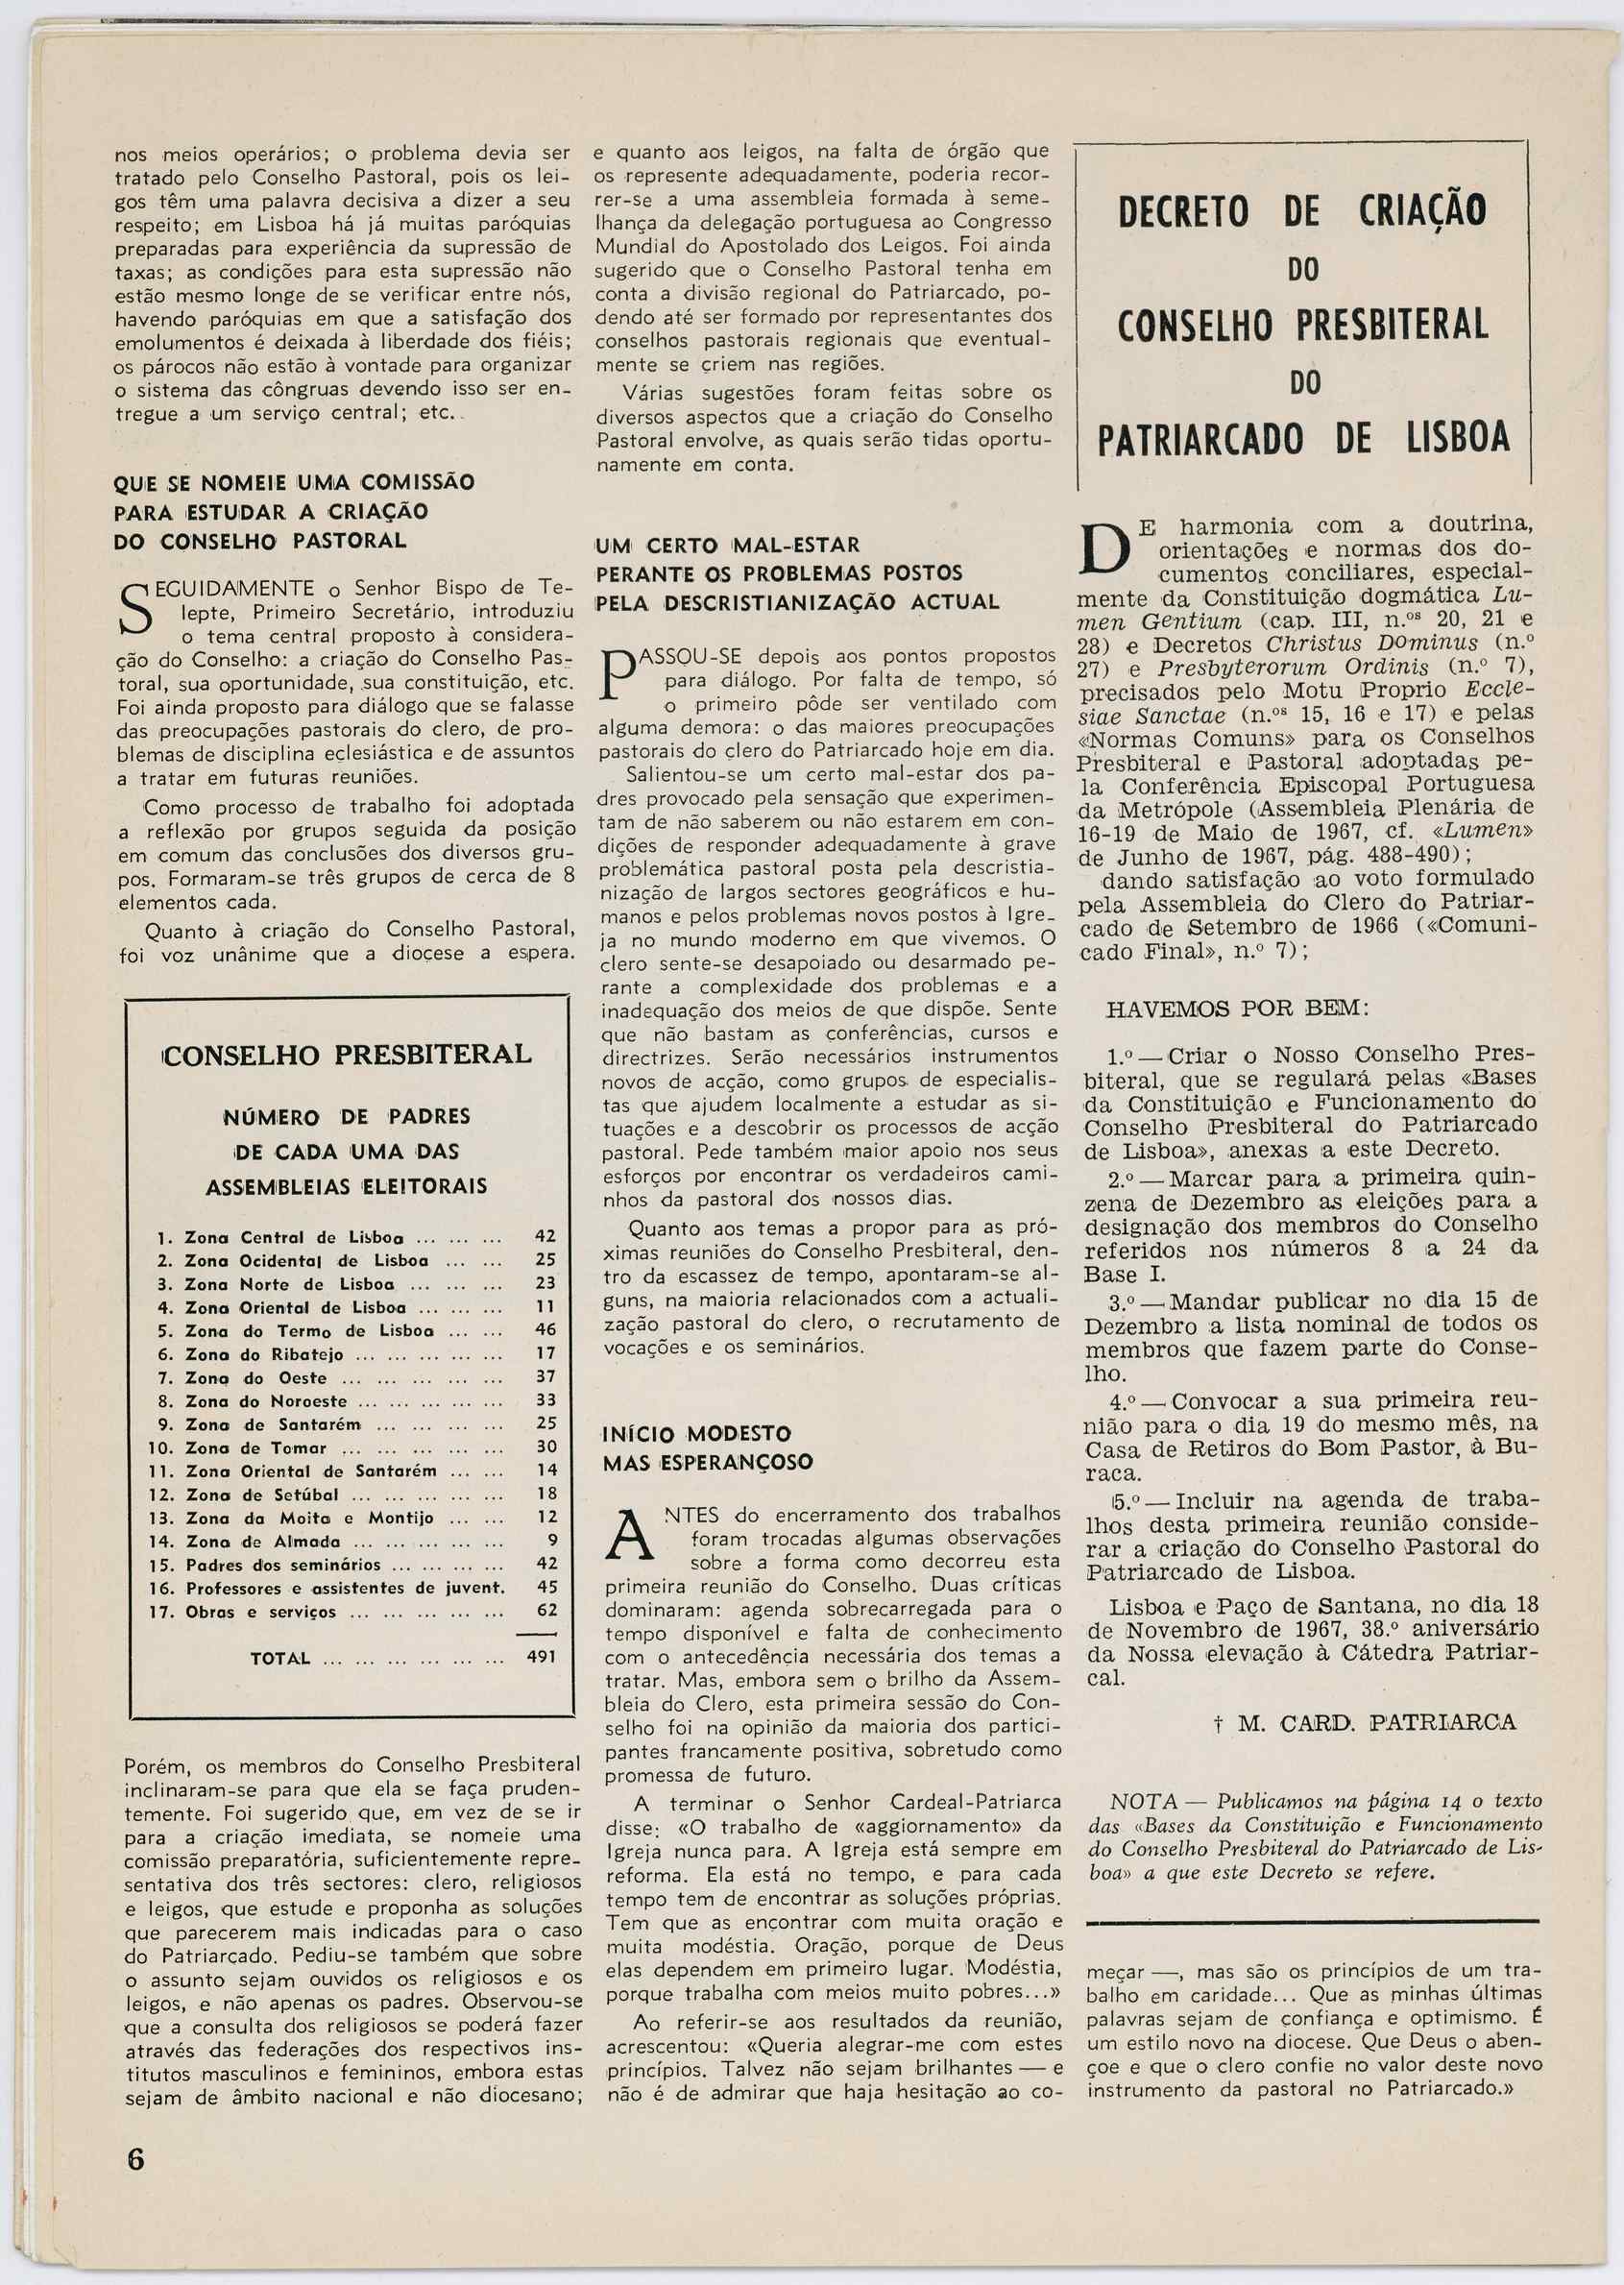 nos meios operários; o problema devia ser
tratado pelo Conselho Pastoral, pois os lei-
gos têm uma palavra decisiva a dizer a seu
respeito; em Lisboa há já muitas paróquias
preparadas para experiência da supressão de
taxas; as condições para esta supressão não
estão mesmo longe de se verificar entre nós,
havendo paróquias em que a satisfação dos
emolumentos é deixada à liberdade dos fiéis;
os párocos não estão à vontade para organizar
o sistema das côngruas devendo isso ser en-
tregue a um serviço central; etc.
QUE SE NOMEIE UMA COMISSÃO
PARA ESTUDAR A CRIAÇÃO
DO CONSELHO PASTORAL
SEGUIDAMENTE o Senhor Bispo de Te-
lepte, Primeiro Secretário, introduziu
o tema central proposto à considera-
ção do Conselho: a criação do Conselho Pas-
toral, sua oportunidade, sua constituição, etc.
Foi ainda proposto para diálogo que se falasse
das preocupações pastorais do clero, de pro-
blemas de disciplina eclesiástica e de assuntos
a tratar em futuras reuniões.
Como processo de trabalho foi adoptada
a reflexão por grupos seguida da posição
em comum das conclusões dos diversos gru-
pos. Formaram-se três grupos de cerca de 8
elementos cada.
Quanto à criação do Conselho Pastoral,
foi voz unânime que a diocese a espera.
CONSELHO PRESBITERAL
NÚMERO DE PADRES
DE CADA UMA DAS
ASSEMBLEIAS ELEITORAIS
1. Zona Central de Lisboa ... ... ... 42
2. Zona Ocidental de Lisboa ... ... 25
3. Zona Norte de Lisboa ... ... ... 23
4. Zona Oriental de Lisboa ... ... ... 11
5. Zona do Termo de Lisboa ... ... 46
6. Zona do Ribatejo ... ... ... ... ... 17
7. Zona do Oeste ... ... ... ... ... 37
8. Zona do Noroeste ... ... ... ... ... 33
9. Zona de Santarém ... ... ... ... 25
10. Zona de Tomar ... ... ... ... ... 30
11. Zona Oriental de Santarém ... ... 14
12. Zona de Setúbal ... ... ... ... ... 18
13. Zona da Moita e Montijo ... ... 12
14. Zona de Almada ... ... ... ... ... 9
15. Padres dos seminários ... ... ... ... 42
16. Professores e assistentes de juvent. 45
17. Obras e serviços ... ... ... ... ... 62
TOTAL ... ... ... ... ... ... 491
Porém, os membros do Conselho Presbiteral
inclinaram-se para que ela se faça pruden-
temente. Foi sugerido que, em vez de se ir
para a criação imediata, se nomeie uma
comissão preparatória, suficientemente repre-
sentativa dos três sectores: clero, religiosos
e leigos, que estude e proponha as soluções
que parecerem mais indicadas para o caso
do Patriarcado. Pediu-se também que sobre
o assunto sejam ouvidos os religiosos e os
leigos, e não apenas os padres. Observou-se
que a consulta dos religiosos se poderá fazer
através das federações dos respectivos ins-
titutos masculinos e femininos, embora estas
sejam de âmbito nacional e não diocesano;
6
e quanto aos leigos, na falta de órgão que
os represente adequadamente, poderia recor-
rer-se a uma assembleia formada à seme-
lhança da delegação portuguesa ao Congresso
Mundial do Apostolado dos Leigos. Foi ainda
sugerido que o Conselho Pastoral tenha em
conta a divisão regional do Patriarcado, po-
dendo até ser formado por representantes dos
conselhos pastorais regionais que eventual-
mente se criem nas regiões.
Várias sugestões foram feitas sobre os
diversos aspectos que a criação do Conselho
Pastoral envolve, as quais serão tidas oportu-
namente em conta.
UM CERTO MAL-ESTAR
PERANTE OS PROBLEMAS POSTOS
PELA DESCRISTIANIZAÇÃO ACTUAL
PASSOU-SE depois aos pontos propostos
para diálogo. Por falta de tempo, só
o primeiro pôde ser ventilado com
alguma demora: o das maiores preocupações
pastorais do clero do Patriarcado hoje em dia.
Salientou-se um certo mal-estar dos pa-
dres provocado pela sensação que experimen-
tam de não saberem ou não estarem em con-
dições de responder adequadamente à grave
problemática pastoral posta pela descristia-
nização de largos sectores geográficos e hu-
manos e pelos problemas novos postos à Igre-
ja no mundo moderno em que vivemos. O
clero sente-se desapoiado ou desarmado pe-
rante a complexidade dos problemas e a
inadequação dos meios de que dispõe. Sente
que não bastam as conferências, cursos e
directrizes. Serão necessários instrumentos
novos de acção, como grupos de especialis-
tas que ajudem localmente a estudar as si-
tuações e a descobrir os processos de acção
pastoral. Pede também maior apoio nos seus
esforços por encontrar os verdadeiros cami-
nhos da pastoral dos nossos dias.
Quanto aos temas a propor para as pró-
ximas reuniões do Conselho Presbiteral, den-
tro da escassez de tempo, apontaram-se al-
guns, na maioria relacionados com a actuali-
zação pastoral do clero, o recrutamento de
vocações e os seminários.
INÍCIO MODESTO
MAS ESPERANÇOSO
ANTES do encerramento dos trabalhos
foram trocadas algumas observações
sobre a forma como decorreu esta
primeira reunião do Conselho. Duas críticas
dominaram: agenda sobrecarregada para o
tempo disponível e falta de conhecimento
com o antecedência necessária dos temas a
tratar. Mas, embora sem o brilho da Assem-
bleia do Clero, esta primeira sessão do Con-
selho foi na opinião da maioria dos partici-
pantes francamente positiva, sobretudo como
promessa de futuro.
A terminar o Senhor Cardeal-Patriarca
disse: «O trabalho de «aggiornamento» da
Igreja nunca para. A Igreja está sempre em
reforma. Ela está no tempo, e para cada
tempo tem de encontrar as soluções próprias.
Tem que as encontrar com muita oração e
muita modéstia. Oração, porque de Deus
elas dependem em primeiro lugar. Modéstia,
porque trabalha com meios muito pobres...»
Ao referir-se aos resultados da reunião,
acrescentou: «Queria alegrar-me com estes
princípios. Talvez não sejam brilhantes — e
não é de admirar que haja hesitação ao co-
DECRETO DE CRIAÇÃO
DO
CONSELHO PRESBITERAL
DO
PATRIARCADO DE LISBOA
DE harmonia com a doutrina,
orientações e normas dos do-
cumentos conciliares, especial-
mente da Constituição dogmática Lu-
men Gentium (cap. III, n.os 20, 21 e
28) e Decretos Christus Dominus (n.º
27) e Presbyterorum Ordinis (n.º 7),
precisados pelo Motu Proprio Eccle-
siae Sanctae (n.os 15, 16 e 17) e pelas
«Normas Comuns» para os Conselhos
Presbiteral e Pastoral adoptadas pe-
la Conferência Episcopal Portuguesa
da Metrópole (Assembleia Plenária de
16-19 de Maio de 1967, cf. «Lumen»
de Junho de 1967, pág. 488-490);
dando satisfação ao voto formulado
pela Assembleia do Clero do Patriar-
cado de Setembro de 1966 («Comuni-
cado Final», n.º 7);
HAVEMOS POR BEM:
1.º — Criar o Nosso Conselho Pres-
biteral, que se regulará pelas «Bases
da Constituição e Funcionamento do
Conselho Presbiteral do Patriarcado
de Lisboa», anexas a este Decreto.
2.º — Marcar para a primeira quin-
zena de Dezembro as eleições para a
designação dos membros do Conselho
referidos nos números 8 a 24 da
Base I.
3.º — Mandar publicar no dia 15 de
Dezembro a lista nominal de todos os
membros que fazem parte do Conse-
lho.
4.º — Convocar a sua primeira reu-
nião para o dia 19 do mesmo mês, na
Casa de Retiros do Bom Pastor, à Bu-
raca.
5.º — Incluir na agenda de traba-
lhos desta primeira reunião conside-
rar a criação do Conselho Pastoral do
Patriarcado de Lisboa.
Lisboa e Paço de Santana, no dia 18
de Novembro de 1967, 38.º aniversário
da Nossa elevação à Cátedra Patriar-
cal.
† M. CARD. PATRIARCA
NOTA — Publicamos na página 14 o texto
das «Bases da Constituição e Funcionamento
do Conselho Presbiteral do Patriarcado de Lis-
boa» a que este Decreto se refere.
meçar —, mas são os princípios de um tra-
balho em caridade... Que as minhas últimas
palavras sejam de confiança e optimismo. É
um estilo novo na diocese. Que Deus o aben-
çoe e que o clero confie no valor deste novo
instrumento da pastoral no Patriarcado.»